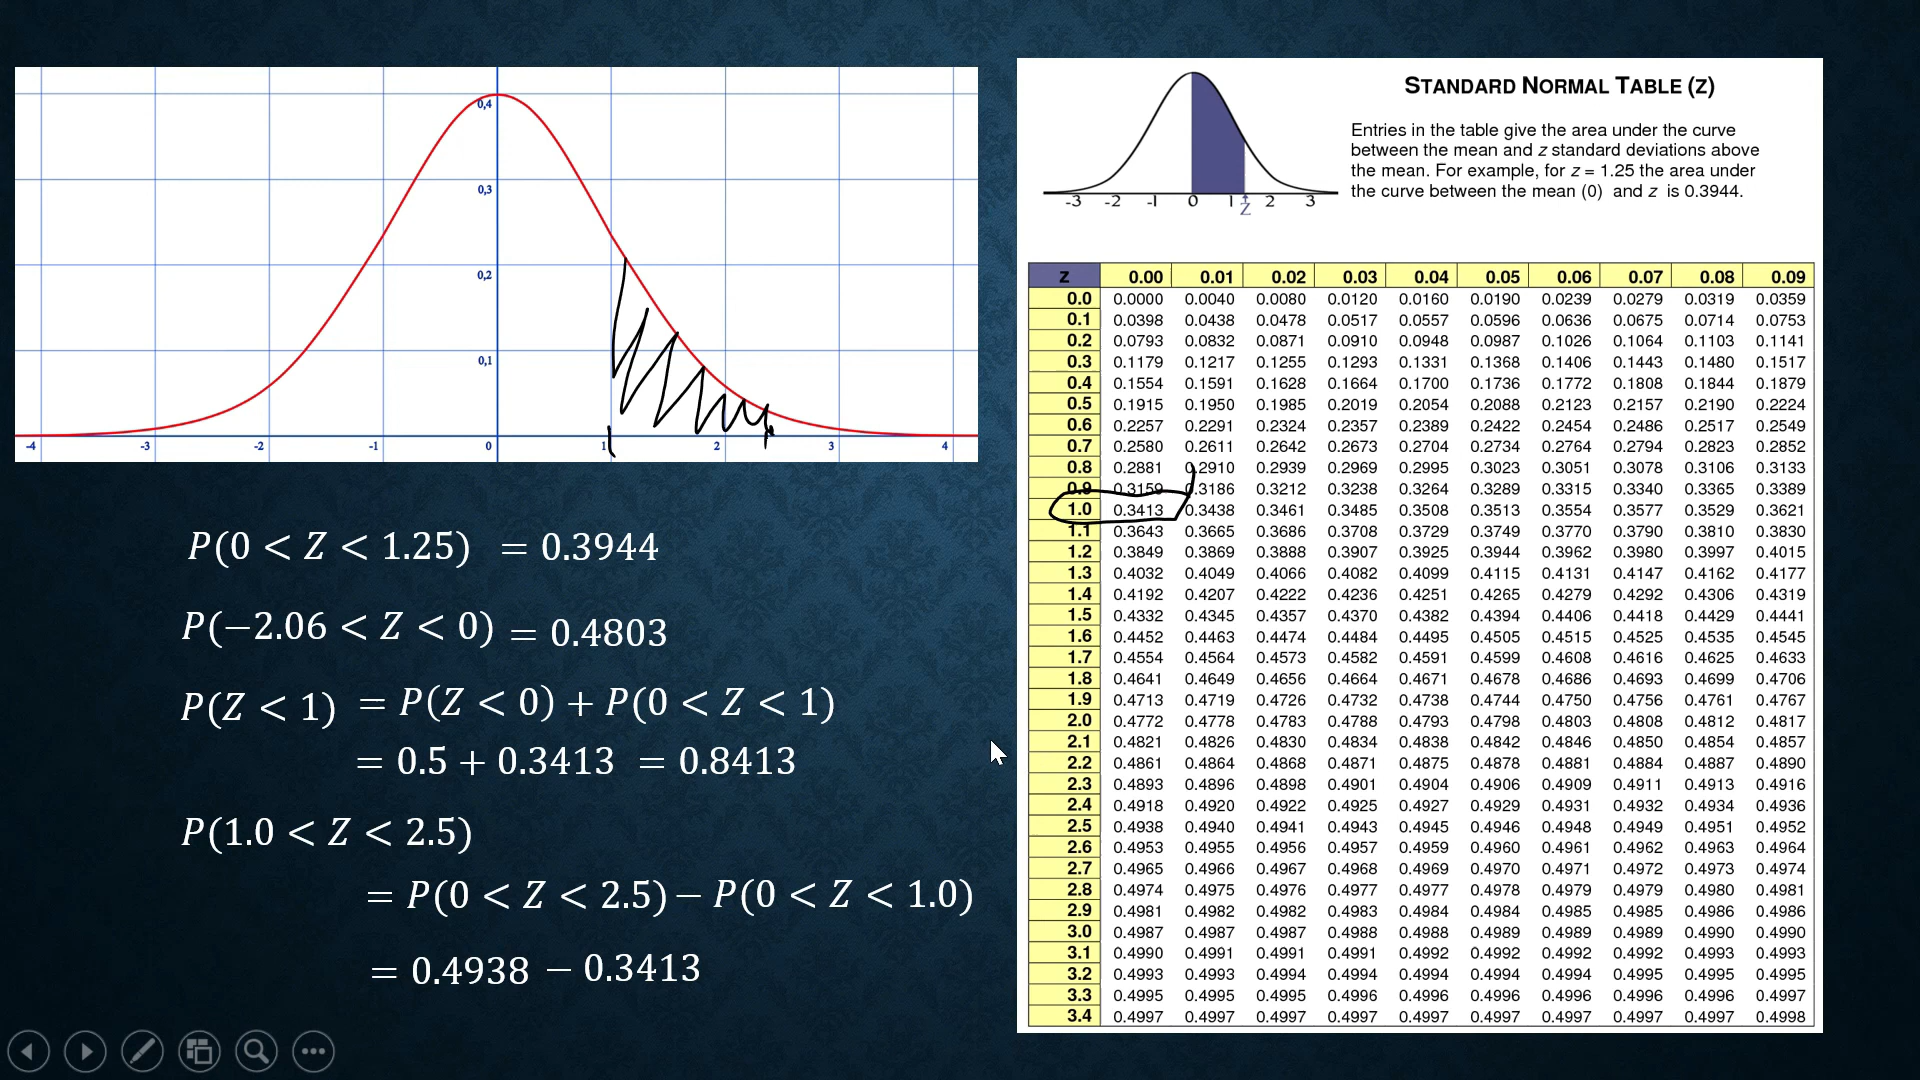 0,4
0,3
0,2
0,1
-4 -3 -2 -1 0 1 2 3 4
P(0 < Z < 1.25) = 0.3944
P(−2.06 < Z < 0) = 0.4803
P(Z < 1) = P(Z < 0) + P(0 < Z < 1)
= 0.5 + 0.3413 = 0.8413
P(1.0 < Z < 2.5)
= P(0 < Z < 2.5) − P(0 < Z < 1.0)
= 0.4938 − 0.3413
STANDARD NORMAL TABLE (Z)
Entries in the table give the area under the curve
between the mean and z standard deviations above
the mean. For example, for z = 1.25 the area under
the curve between the mean (0) and z is 0.3944.
-3 -2 -1 0 1 Z 2 3
z 0.00 0.01 0.02 0.03 0.04 0.05 0.06 0.07 0.08 0.09
0.0 0.0000 0.0040 0.0080 0.0120 0.0160 0.0190 0.0239 0.0279 0.0319 0.0359
0.1 0.0398 0.0438 0.0478 0.0517 0.0557 0.0596 0.0636 0.0675 0.0714 0.0753
0.2 0.0793 0.0832 0.0871 0.0910 0.0948 0.0987 0.1026 0.1064 0.1103 0.1141
0.3 0.1179 0.1217 0.1255 0.1293 0.1331 0.1368 0.1406 0.1443 0.1480 0.1517
0.4 0.1554 0.1591 0.1628 0.1664 0.1700 0.1736 0.1772 0.1808 0.1844 0.1879
0.5 0.1915 0.1950 0.1985 0.2019 0.2054 0.2088 0.2123 0.2157 0.2190 0.2224
0.6 0.2257 0.2291 0.2324 0.2357 0.2389 0.2422 0.2454 0.2486 0.2517 0.2549
0.7 0.2580 0.2611 0.2642 0.2673 0.2704 0.2734 0.2764 0.2794 0.2823 0.2852
0.8 0.2881 0.2910 0.2939 0.2969 0.2995 0.3023 0.3051 0.3078 0.3106 0.3133
0.9 0.3159 0.3186 0.3212 0.3238 0.3264 0.3289 0.3315 0.3340 0.3365 0.3389
1.0 0.3413 0.3438 0.3461 0.3485 0.3508 0.3513 0.3554 0.3577 0.3529 0.3621
1.1 0.3643 0.3665 0.3686 0.3708 0.3729 0.3749 0.3770 0.3790 0.3810 0.3830
1.2 0.3849 0.3869 0.3888 0.3907 0.3925 0.3944 0.3962 0.3980 0.3997 0.4015
1.3 0.4032 0.4049 0.4066 0.4082 0.4099 0.4115 0.4131 0.4147 0.4162 0.4177
1.4 0.4192 0.4207 0.4222 0.4236 0.4251 0.4265 0.4279 0.4292 0.4306 0.4319
1.5 0.4332 0.4345 0.4357 0.4370 0.4382 0.4394 0.4406 0.4418 0.4429 0.4441
1.6 0.4452 0.4463 0.4474 0.4484 0.4495 0.4505 0.4515 0.4525 0.4535 0.4545
1.7 0.4554 0.4564 0.4573 0.4582 0.4591 0.4599 0.4608 0.4616 0.4625 0.4633
1.8 0.4641 0.4649 0.4656 0.4664 0.4671 0.4678 0.4686 0.4693 0.4699 0.4706
1.9 0.4713 0.4719 0.4726 0.4732 0.4738 0.4744 0.4750 0.4756 0.4761 0.4767
2.0 0.4772 0.4778 0.4783 0.4788 0.4793 0.4798 0.4803 0.4808 0.4812 0.4817
2.1 0.4821 0.4826 0.4830 0.4834 0.4838 0.4842 0.4846 0.4850 0.4854 0.4857
2.2 0.4861 0.4864 0.4868 0.4871 0.4875 0.4878 0.4881 0.4884 0.4887 0.4890
2.3 0.4893 0.4896 0.4898 0.4901 0.4904 0.4906 0.4909 0.4911 0.4913 0.4916
2.4 0.4918 0.4920 0.4922 0.4925 0.4927 0.4929 0.4931 0.4932 0.4934 0.4936
2.5 0.4938 0.4940 0.4941 0.4943 0.4945 0.4946 0.4948 0.4949 0.4951 0.4952
2.6 0.4953 0.4955 0.4956 0.4957 0.4959 0.4960 0.4961 0.4962 0.4963 0.4964
2.7 0.4965 0.4966 0.4967 0.4968 0.4969 0.4970 0.4971 0.4972 0.4973 0.4974
2.8 0.4974 0.4975 0.4976 0.4977 0.4977 0.4978 0.4979 0.4979 0.4980 0.4981
2.9 0.4981 0.4982 0.4982 0.4983 0.4984 0.4984 0.4985 0.4985 0.4986 0.4986
3.0 0.4987 0.4987 0.4987 0.4988 0.4988 0.4989 0.4989 0.4989 0.4990 0.4990
3.1 0.4990 0.4991 0.4991 0.4991 0.4992 0.4992 0.4992 0.4992 0.4993 0.4993
3.2 0.4993 0.4993 0.4994 0.4994 0.4994 0.4994 0.4994 0.4995 0.4995 0.4995
3.3 0.4995 0.4995 0.4995 0.4996 0.4996 0.4996 0.4996 0.4996 0.4996 0.4997
3.4 0.4997 0.4997 0.4997 0.4997 0.4997 0.4997 0.4997 0.4997 0.4997 0.4998